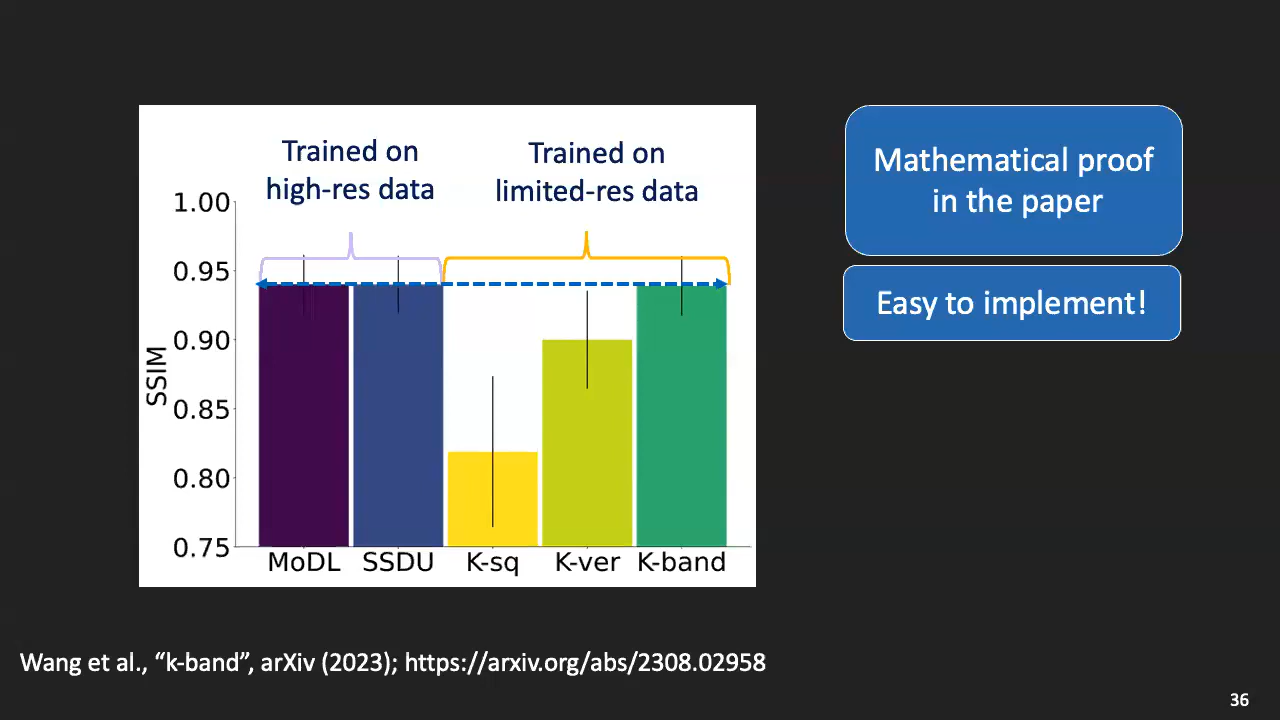 Trained on
high-res data
Trained on
limited-res data
1.00
0.95
0.90
0.85
0.80
0.75
SSIM
MoDL SSDU K-sq K-ver K-band
Mathematical proof
in the paper
Easy to implement!
Wang et al., “k-band”, arXiv (2023); https://arxiv.org/abs/2308.02958
36